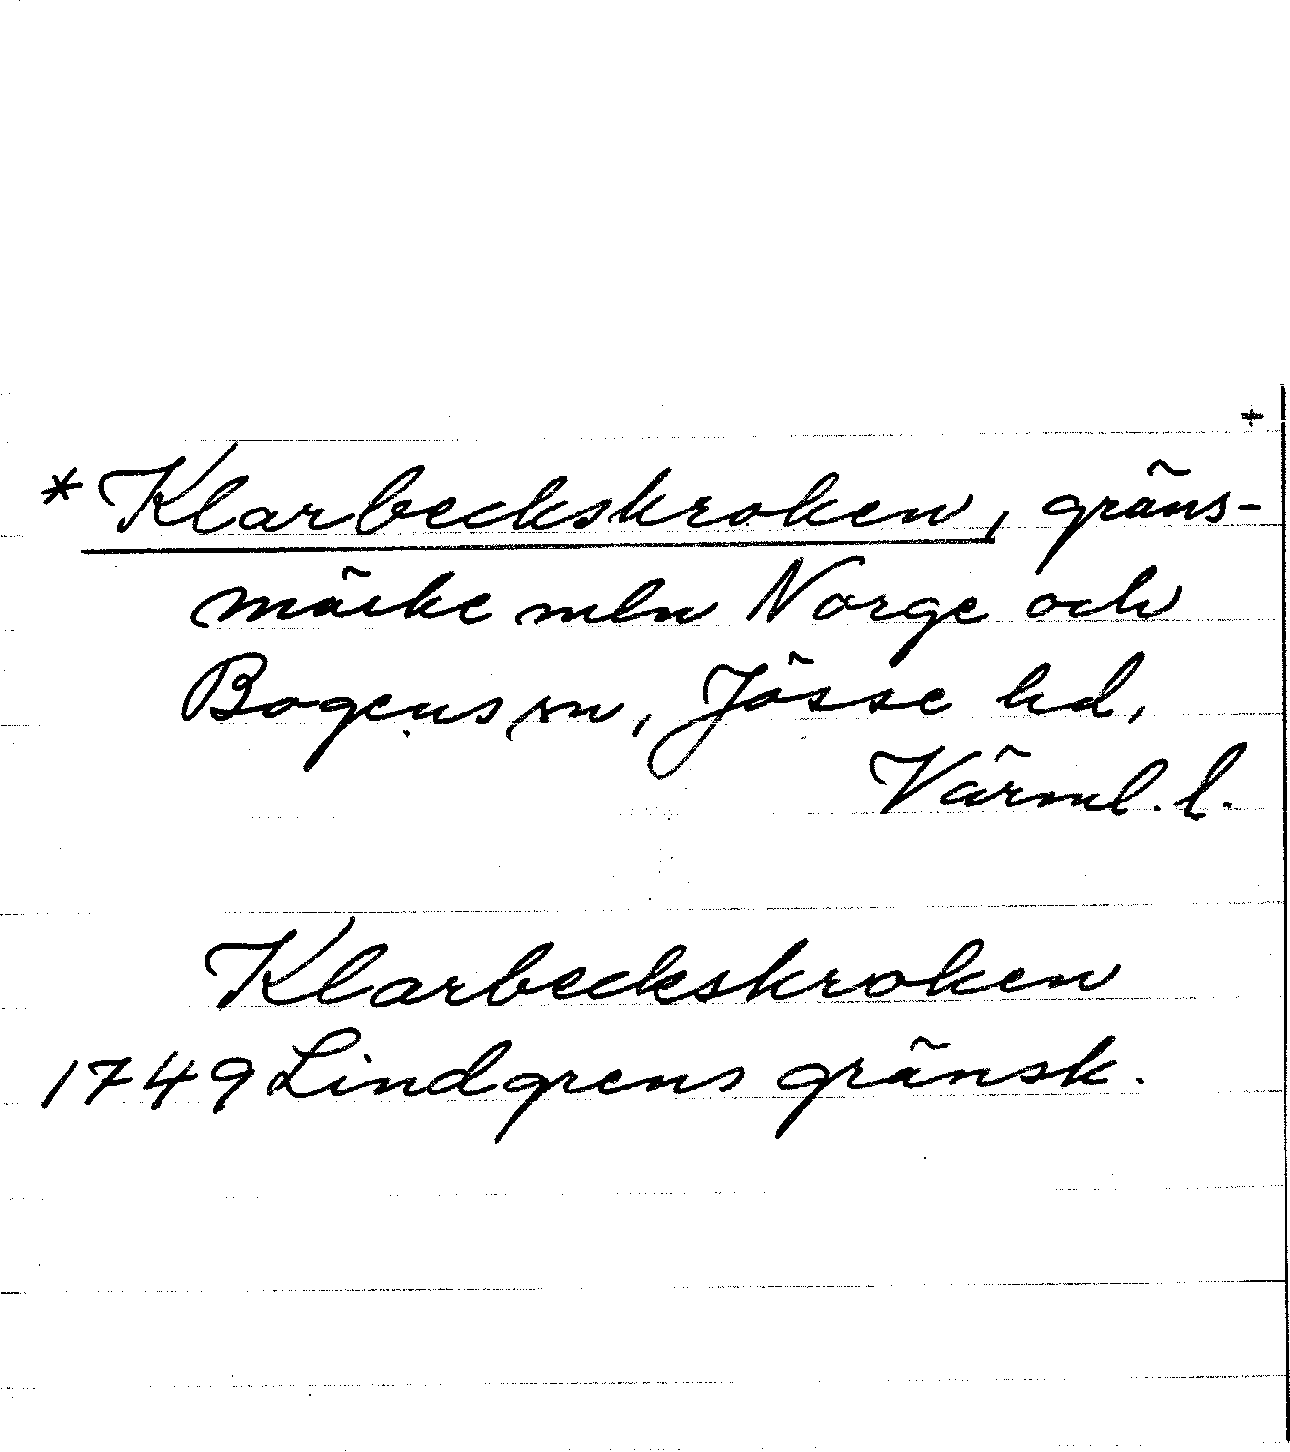 +
* Klarbeckskroken, gräns-
märke mln Norge och
Bogens sn, Jösse hd,
Värml. l.
Klarbeckskroken
1749 Lindgrens gränsk.